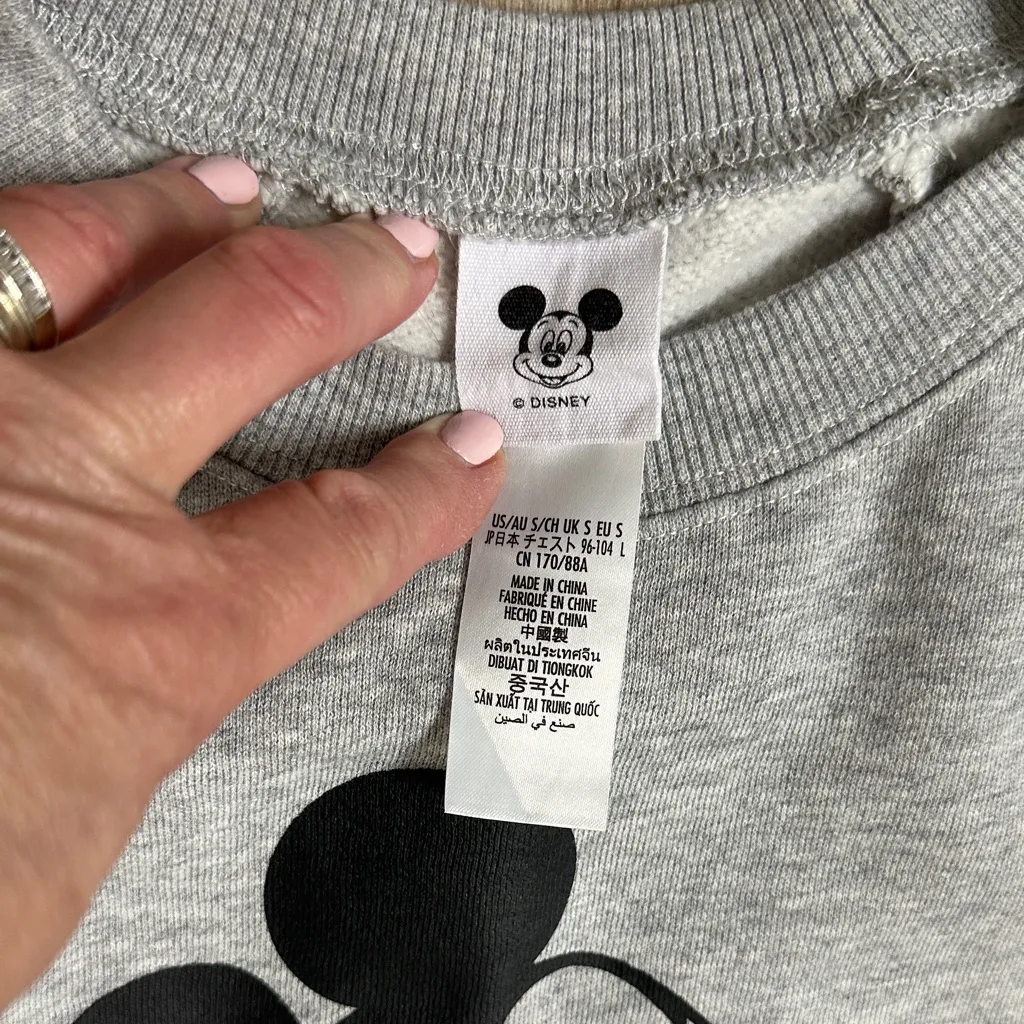 © DISNEY
US/AU S/CH UK S EU S
JP日本 チェスト 96-104 L
CN 170/88A
MADE IN CHINA
FABRIQUÉ EN CHINE
HECHO EN CHINA
中國製
ผลิตในประเทศจีน
DIBUAT DI TIONGKOK
중국산
SẢN XUẤT TẠI TRUNG QUỐC
صنع في الصين